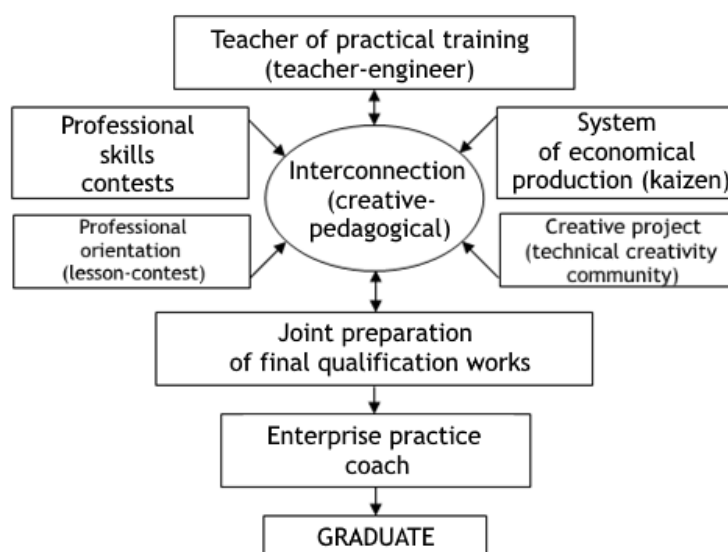 Teacher of practical training
(teacher-engineer)
Professional
skills
contests
Interconnection
(creative-
pedagogical)
System
of economical
production (kaizen)
Professional
orientation
(lesson-contest)
Creative project
(technical creativity
community)
Joint preparation
of final qualification works
Enterprise practice
coach
GRADUATE